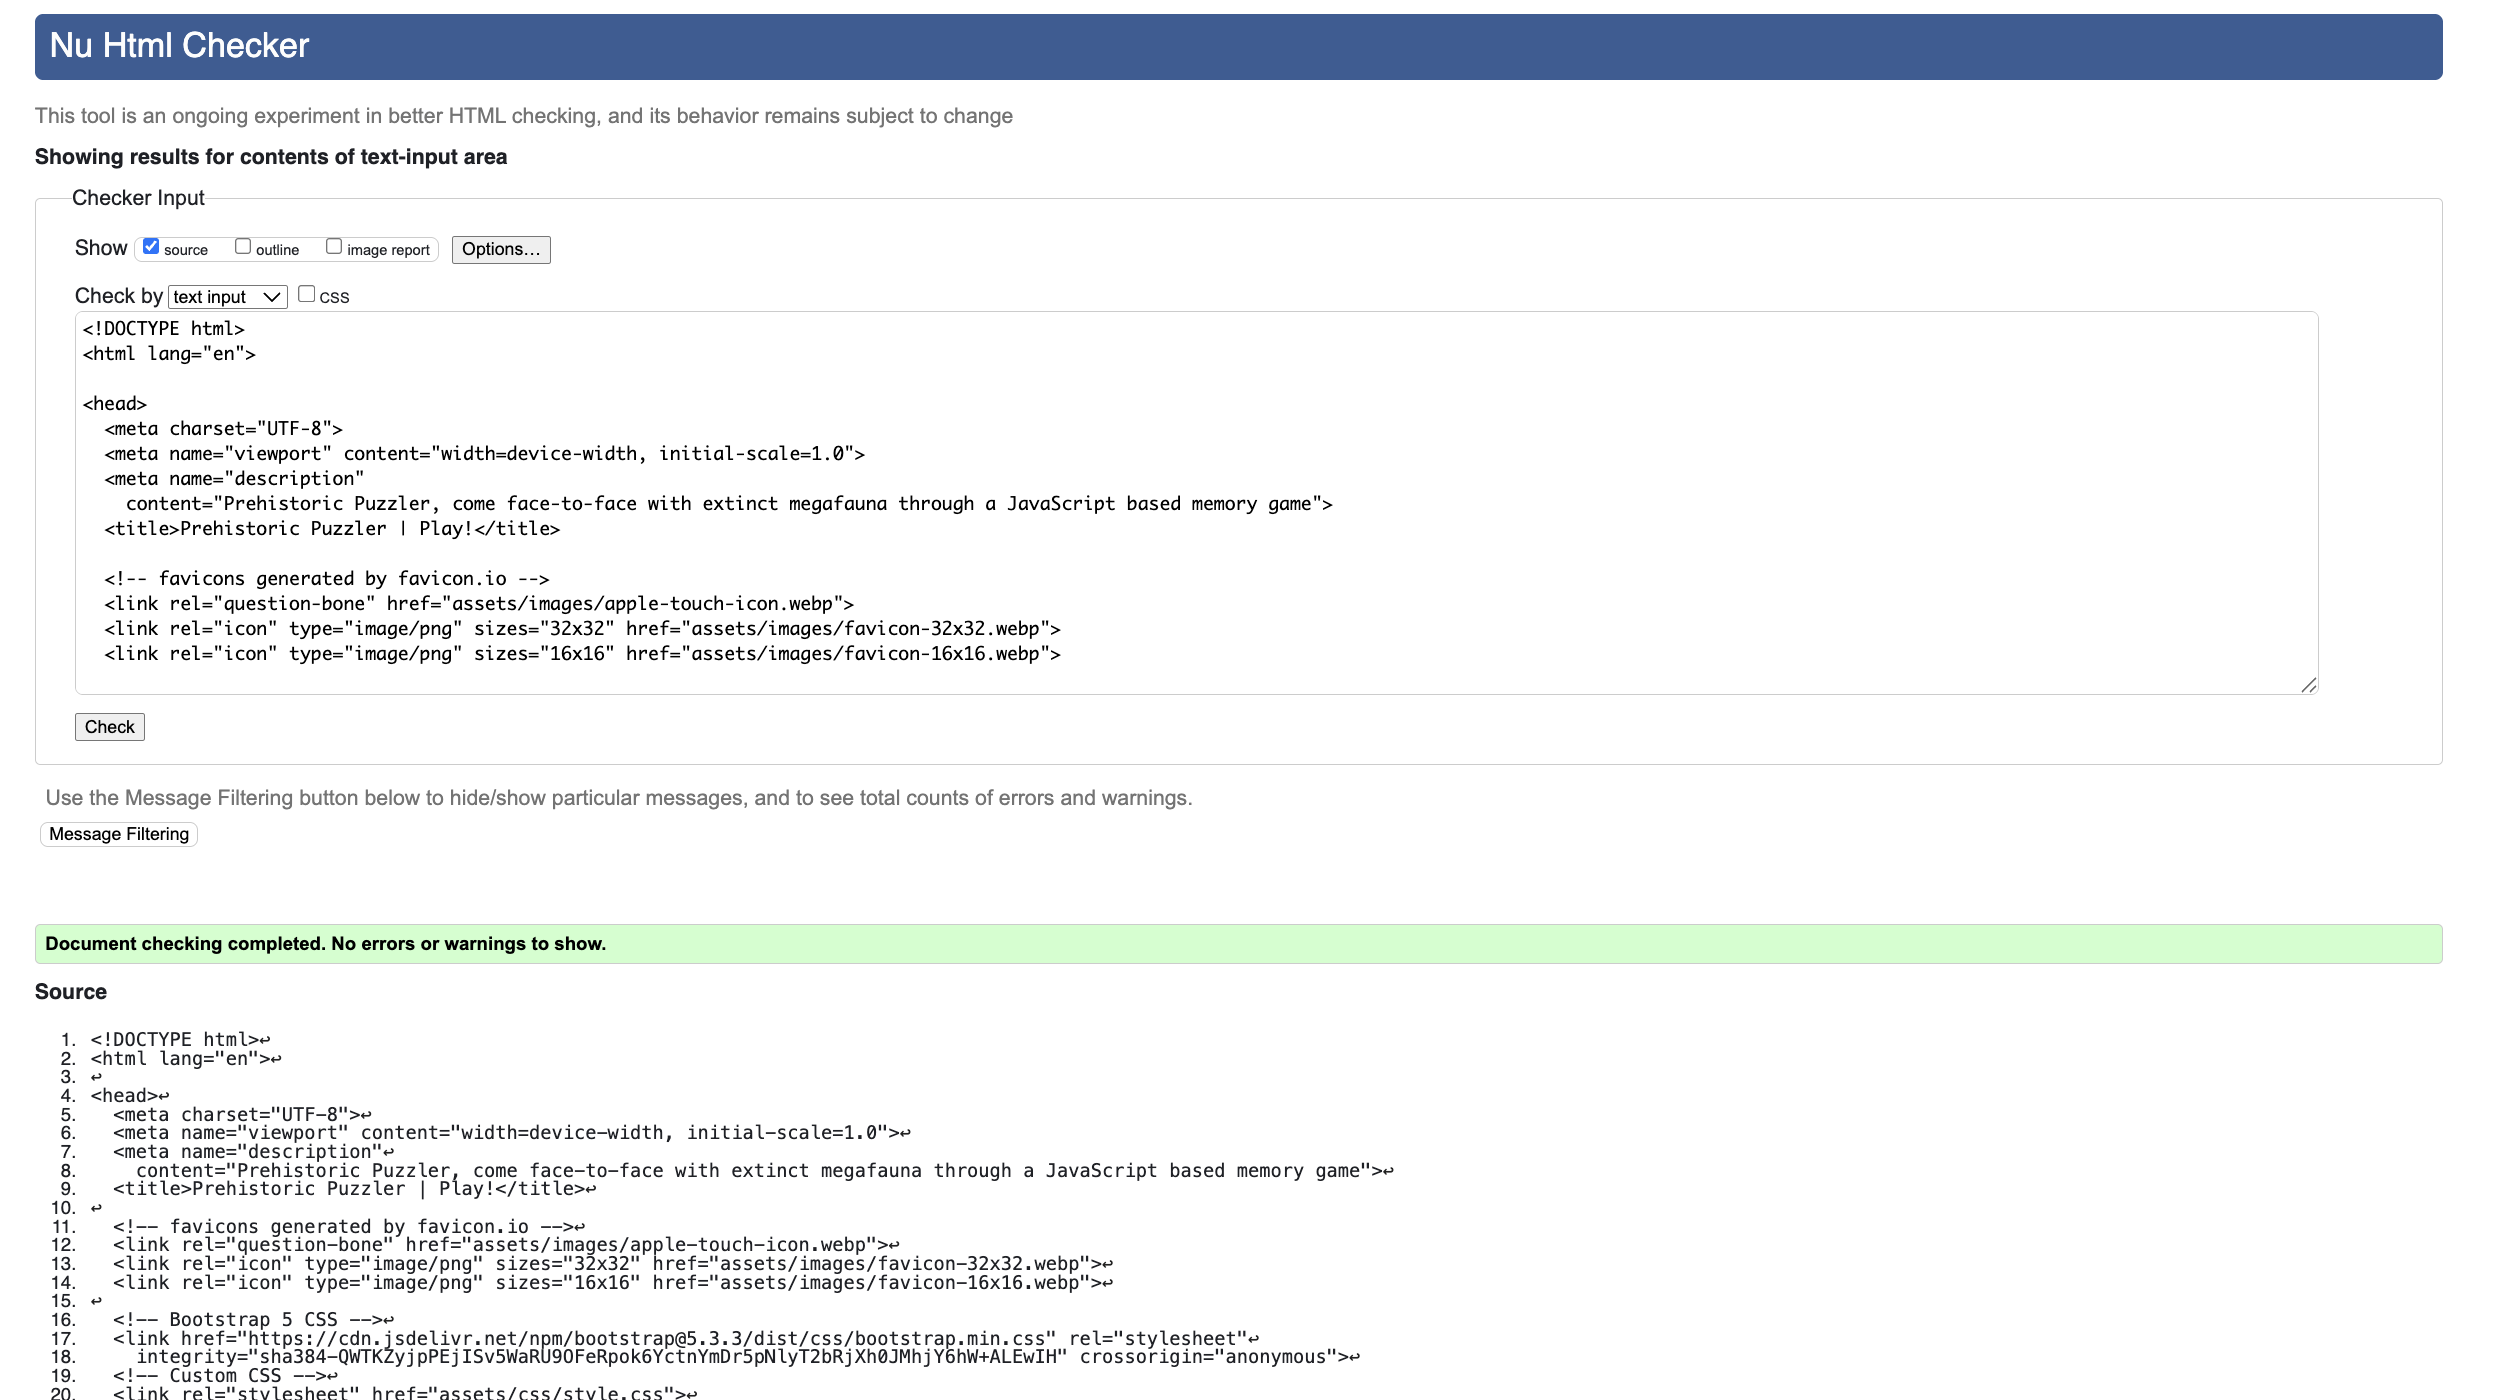 Nu Html Checker
This tool is an ongoing experiment in better HTML checking, and its behavior remains subject to change
Showing results for contents of text-input area
Checker Input
Show source outline image report Options…
Check by text input css
<!DOCTYPE html>
<html lang="en">
<head>
<meta charset="UTF-8">
<meta name="viewport" content="width=device-width, initial-scale=1.0">
<meta name="description"
content="Prehistoric Puzzler, come face-to-face with extinct megafauna through a JavaScript based memory game">
<title>Prehistoric Puzzler | Play!</title>
<!-- favicons generated by favicon.io -->
<link rel="question-bone" href="assets/images/apple-touch-icon.webp">
<link rel="icon" type="image/png" sizes="32x32" href="assets/images/favicon-32x32.webp">
<link rel="icon" type="image/png" sizes="16x16" href="assets/images/favicon-16x16.webp">
Check
Use the Message Filtering button below to hide/show particular messages, and to see total counts of errors and warnings.
Message Filtering
Document checking completed. No errors or warnings to show.
Source
1. <!DOCTYPE html>↩
2. <html lang="en">↩
3. ↩
4. <head>↩
5. <meta charset="UTF-8">↩
6. <meta name="viewport" content="width=device-width, initial-scale=1.0">↩
7. <meta name="description"↩
8. content="Prehistoric Puzzler, come face-to-face with extinct megafauna through a JavaScript based memory game">↩
9. <title>Prehistoric Puzzler | Play!</title>↩
10. ↩
11. <!-- favicons generated by favicon.io -->↩
12. <link rel="question-bone" href="assets/images/apple-touch-icon.webp">↩
13. <link rel="icon" type="image/png" sizes="32x32" href="assets/images/favicon-32x32.webp">↩
14. <link rel="icon" type="image/png" sizes="16x16" href="assets/images/favicon-16x16.webp">↩
15. ↩
16. <!-- Bootstrap 5 CSS -->↩
17. <link href="https://cdn.jsdelivr.net/npm/bootstrap@5.3.3/dist/css/bootstrap.min.css" rel="stylesheet"↩
18. integrity="sha384-QWTKZyjpPEjISv5WaRU9OFeRpok6YctnYmDr5pNlyT2bRjXh0JMhjY6hW+ALEwIH" crossorigin="anonymous">↩
19. <!-- Custom CSS -->↩
20. <link rel="stylesheet" href="assets/css/style.css">↩